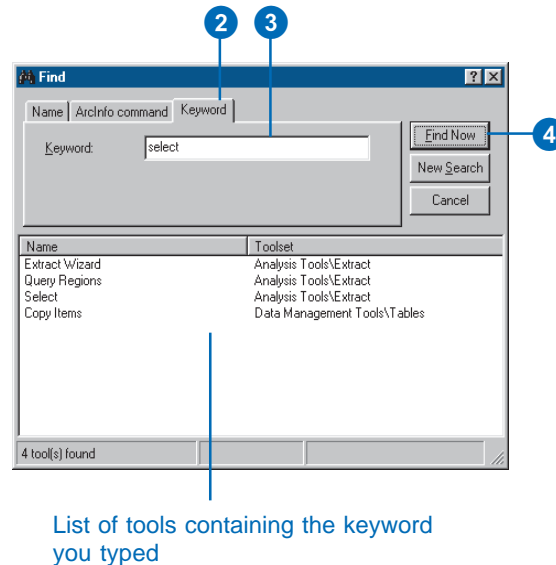 2 3
Find ? X
Name ArcInfo command Keyword
Keyword: select
Find Now 4
New Search
Cancel
Name Toolset
Extract Wizard Analysis Tools\Extract
Query Regions Analysis Tools\Extract
Select Analysis Tools\Extract
Copy Items Data Management Tools\Tables
4 tool(s) found
List of tools containing the keyword
you typed